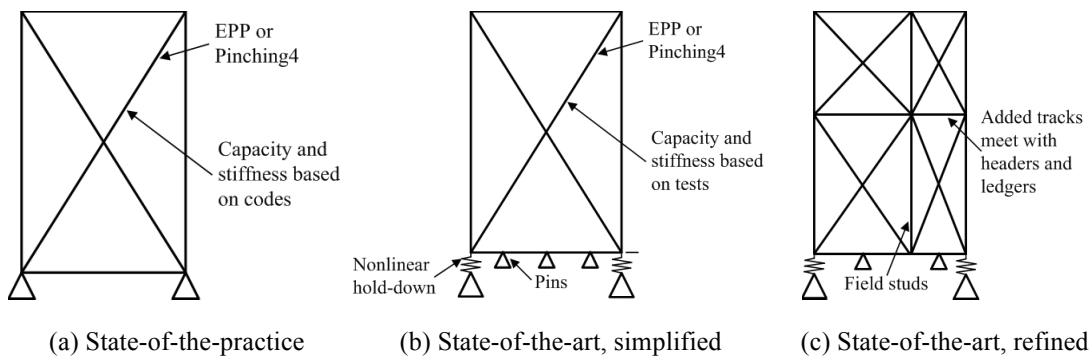 EPP or
Pinching4
Capacity and
stiffness based
on codes
(a) State-of-the-practice
EPP or
Pinching4
Capacity and
stiffness based
on tests
Nonlinear
hold-down
Pins
(b) State-of-the-art, simplified
Added tracks
meet with
headers and
ledgers
Field studs
(c) State-of-the-art, refined